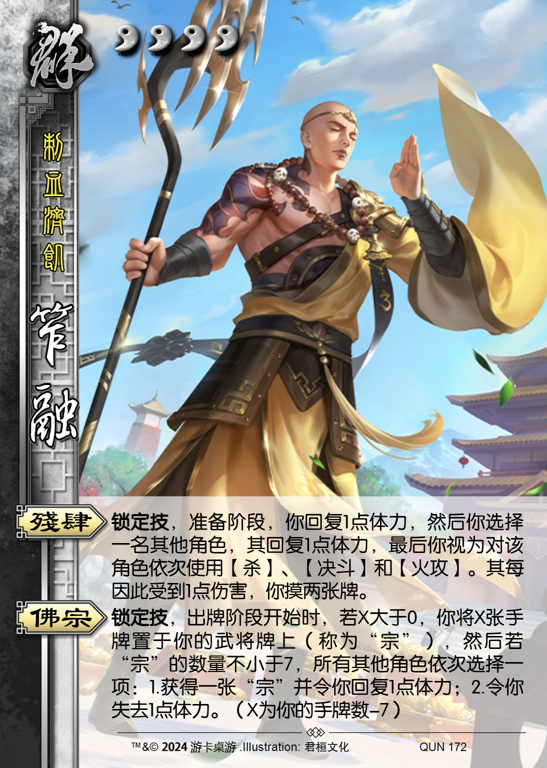 群
刺血濟飢
笮融
殘肆
锁定技，准备阶段，你回复1点体力，然后你选择
一名其他角色，其回复1点体力，最后你视为对该
角色依次使用【杀】、【决斗】和【火攻】。其每
因此受到1点伤害，你摸两张牌。
佛宗
锁定技，出牌阶段开始时，若X大于0，你将X张手
牌置于你的武将牌上（称为“宗”），然后若
“宗”的数量不小于7，所有其他角色依次选择一
项：1.获得一张“宗”并令你回复1点体力；2.令你
失去1点体力。（X为你的手牌数-7）
™&© 2024 游卡桌游 .Illustration: 君桓文化
QUN 172